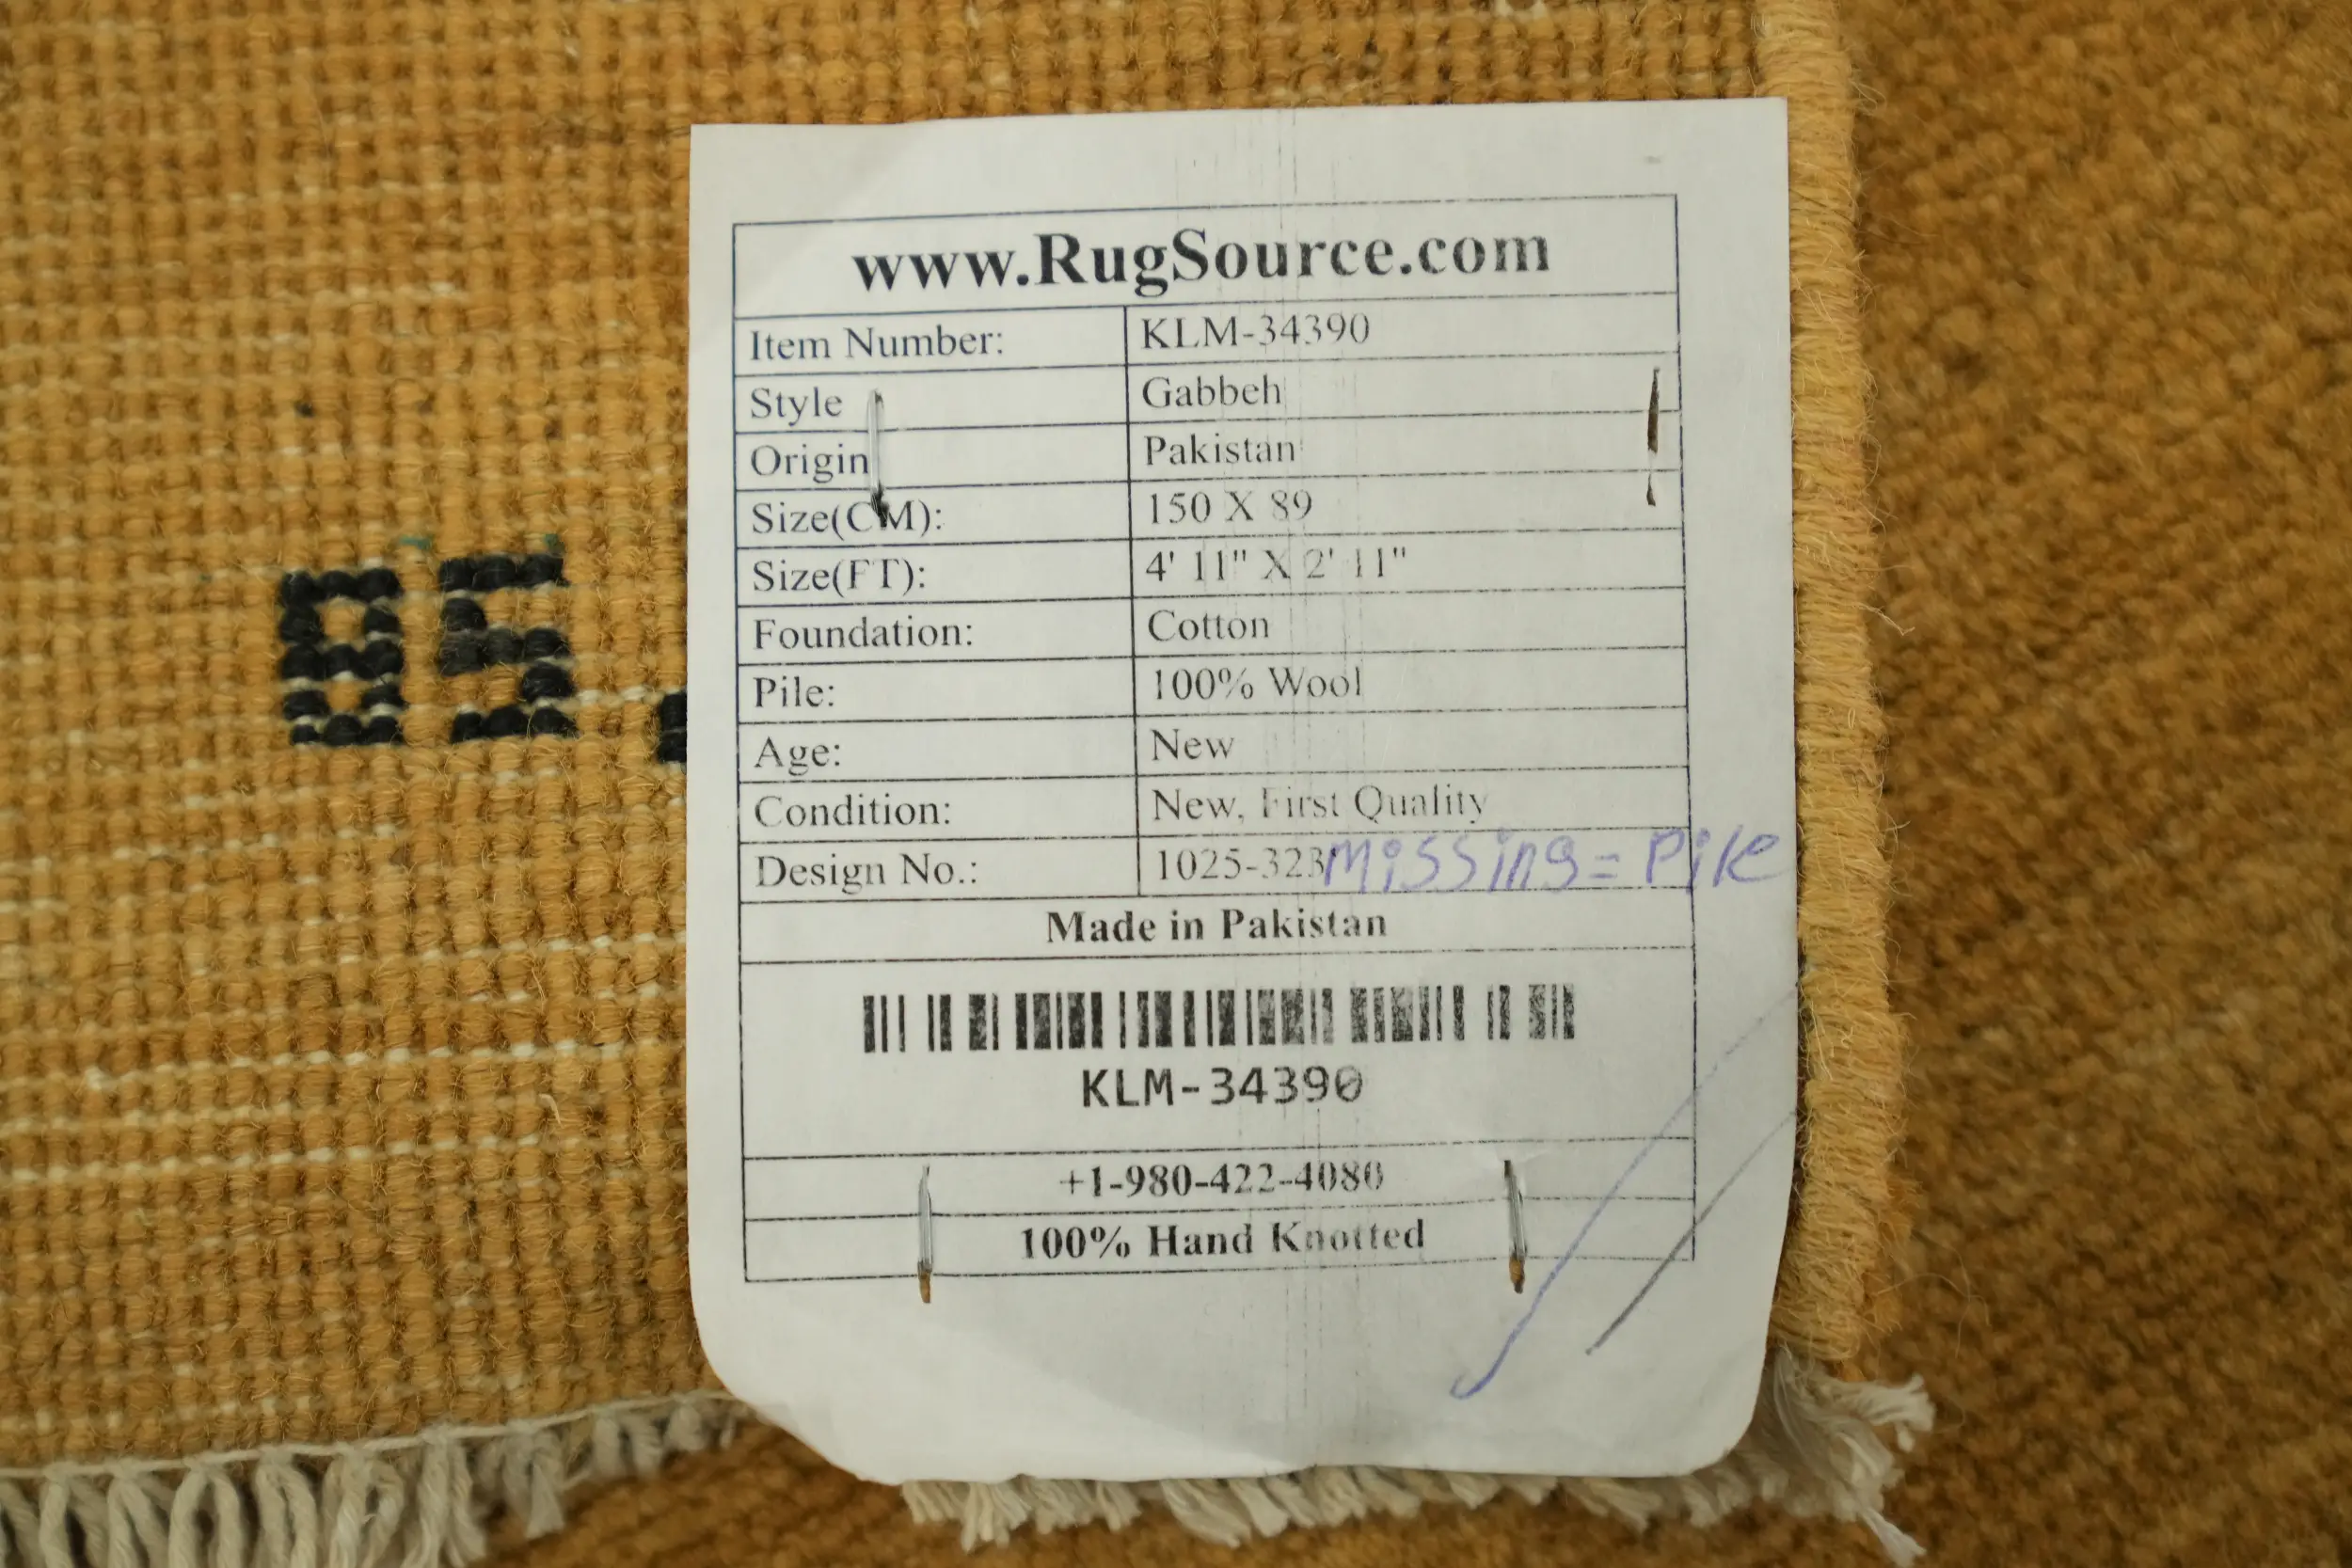 www.RugSource.com
Item Number: KLM-34390
Style Gabbeh
Origin Pakistan
Size(CM): 150 X 89
Size(FT): 4' 11" X 2' 11"
Foundation: Cotton
Pile: 100% Wool
Age: New
Condition: New, First Quality
Design No.: 1025-323 Missing = Pile
Made in Pakistan
KLM-34390
+1-980-422-4080
100% Hand Knotted
85